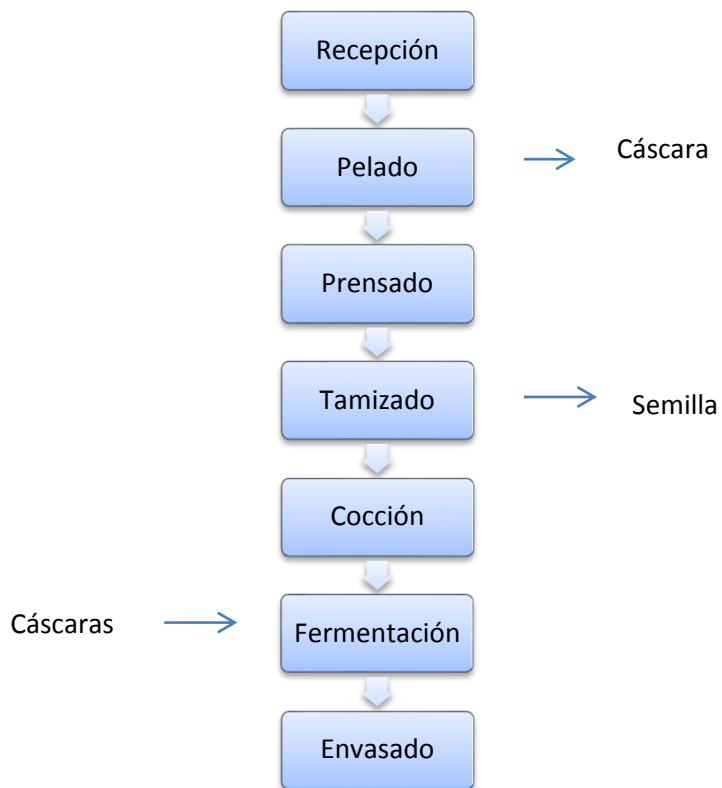 Recepción
Pelado
Cáscara
Prensado
Tamizado
Semilla
Cocción
Cáscaras
Fermentación
Envasado